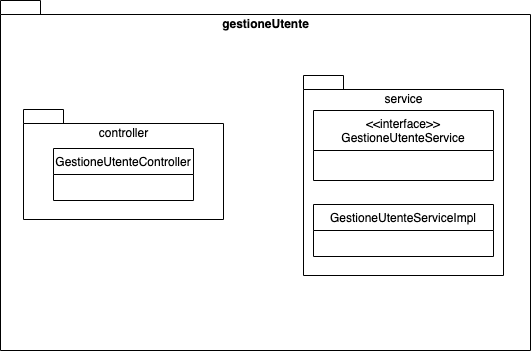 gestioneUtente
controller
GestioneUtenteController
service
<<interface>>
GestioneUtenteService
GestioneUtenteServiceImpl